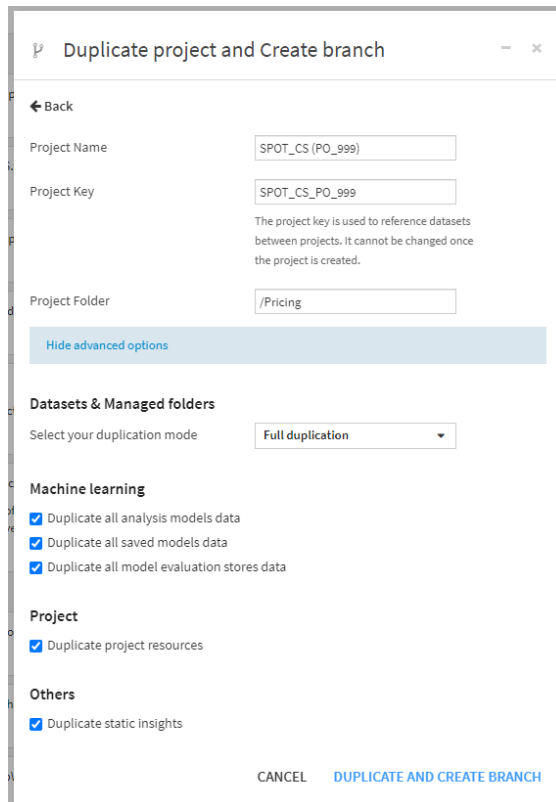 Duplicate project and Create branch
Back
Project Name
SPOT_CS (PO_999)
Project Key
SPOT_CS_PO_999
The project key is used to reference datasets
between projects. It cannot be changed once
the project is created.
Project Folder
/Pricing
Hide advanced options
Datasets & Managed folders
Select your duplication mode
Full duplication
Machine learning
Duplicate all analysis models data
Duplicate all saved models data
Duplicate all model evaluation stores data
Project
Duplicate project resources
Others
Duplicate static insights
CANCEL
DUPLICATE AND CREATE BRANCH